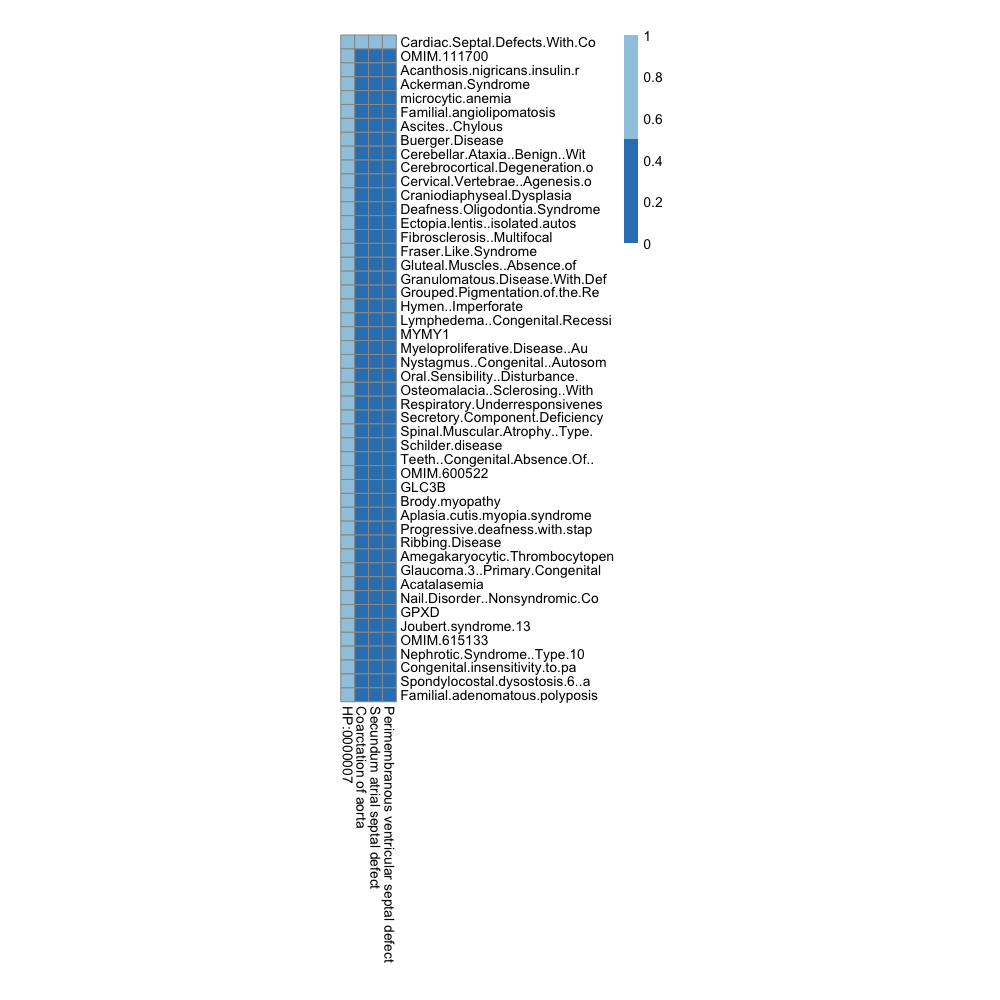 Cardiac.Septal.Defects.With.Co
OMIM.111700
Acanthosis.nigricans.insulin.r
Ackerman.Syndrome
microcytic.anemia
Familial.angiolipomatosis
Ascites..Chylous
Buerger.Disease
Cerebellar.Ataxia..Benign..Wit
Cerebrocortical.Degeneration.o
Cervical.Vertebrae..Agenesis.o
Craniodiaphyseal.Dysplasia
Deafness.Oligodontia.Syndrome
Ectopia.lentis..isolated.autos
Fibrosclerosis..Multifocal
Fraser.Like.Syndrome
Gluteal.Muscles..Absence.of
Granulomatous.Disease.With.Def
Grouped.Pigmentation.of.the.Re
Hymen..Imperforate
Lymphedema..Congenital.Recessi
MYMY1
Myeloproliferative.Disease..Au
Nystagmus..Congenital..Autosom
Oral.Sensibility..Disturbance.
Osteomalacia..Sclerosing..With
Respiratory.Underresponsivenes
Secretory.Component.Deficiency
Spinal.Muscular.Atrophy..Type.
Schilder.disease
Teeth..Congenital.Absence.Of..
OMIM.600522
GLC3B
Brody.myopathy
Aplasia.cutis.myopia.syndrome
Progressive.deafness.with.stap
Ribbing.Disease
Amegakaryocytic.Thrombocytopen
Glaucoma.3..Primary.Congenital
Acatalasemia
Nail.Disorder..Nonsyndromic.Co
GPXD
Joubert.syndrome.13
OMIM.615133
Nephrotic.Syndrome..Type.10
Congenital.insensitivity.to.pa
Spondylocostal.dysostosis.6..a
Familial.adenomatous.polyposis
1
0.8
0.6
0.4
0.2
0
HP:0000007
Coarctation of aorta
Secundum atrial septal defect
Perimembranous ventricular septal defect